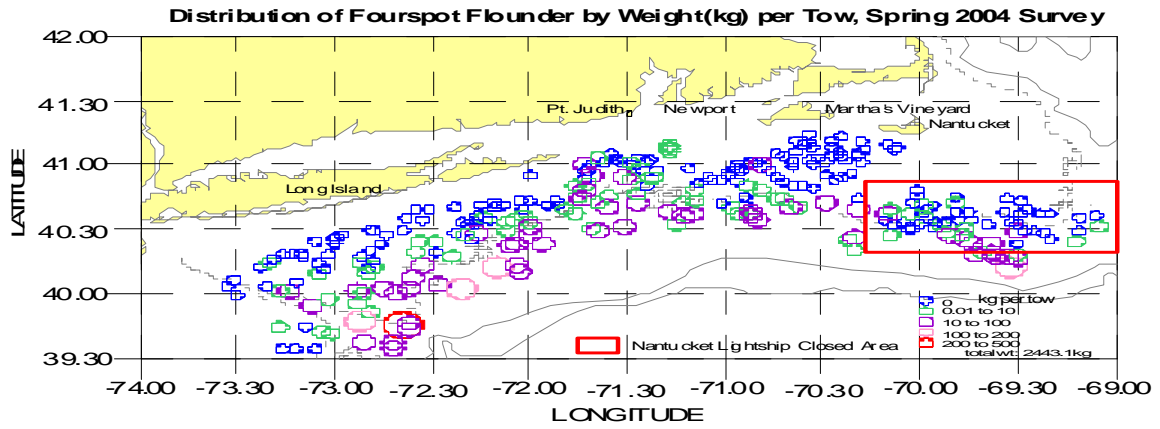 Distribution of Fourspot Flounder by Weight(kg) per Tow, Spring 2004 Survey
LATITUDE
42.00
41.30
41.00
40.30
40.00
39.30
Pt. Judith
Newport
Martha's Vineyard
Nantucket
Long Island
kg per tow
0
0.01 to 10
10 to 100
100 to 200
200 to 500
total wt: 2443.1kg
Nantucket Lightship Closed Area
-74.00 -73.30 -73.00 -72.30 -72.00 -71.30 -71.00 -70.30 -70.00 -69.30 -69.00
LONGITUDE